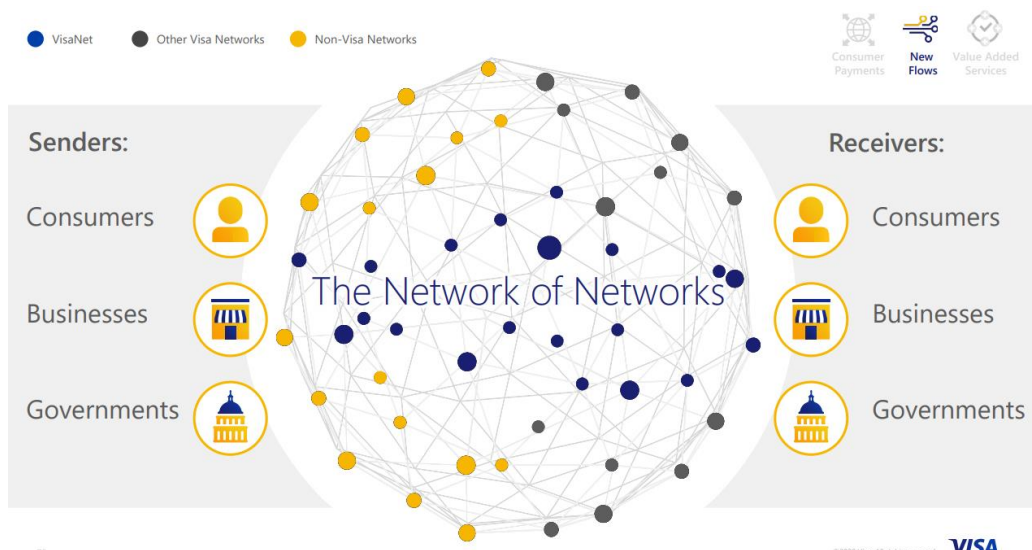 VisaNet
Other Visa Networks
Non-Visa Networks
Consumer
Payments
New
Flows
Value Added
Services
Senders:
Receivers:
Consumers
Consumers
The Network of Networks
Businesses
Businesses
Governments
Governments
VISA